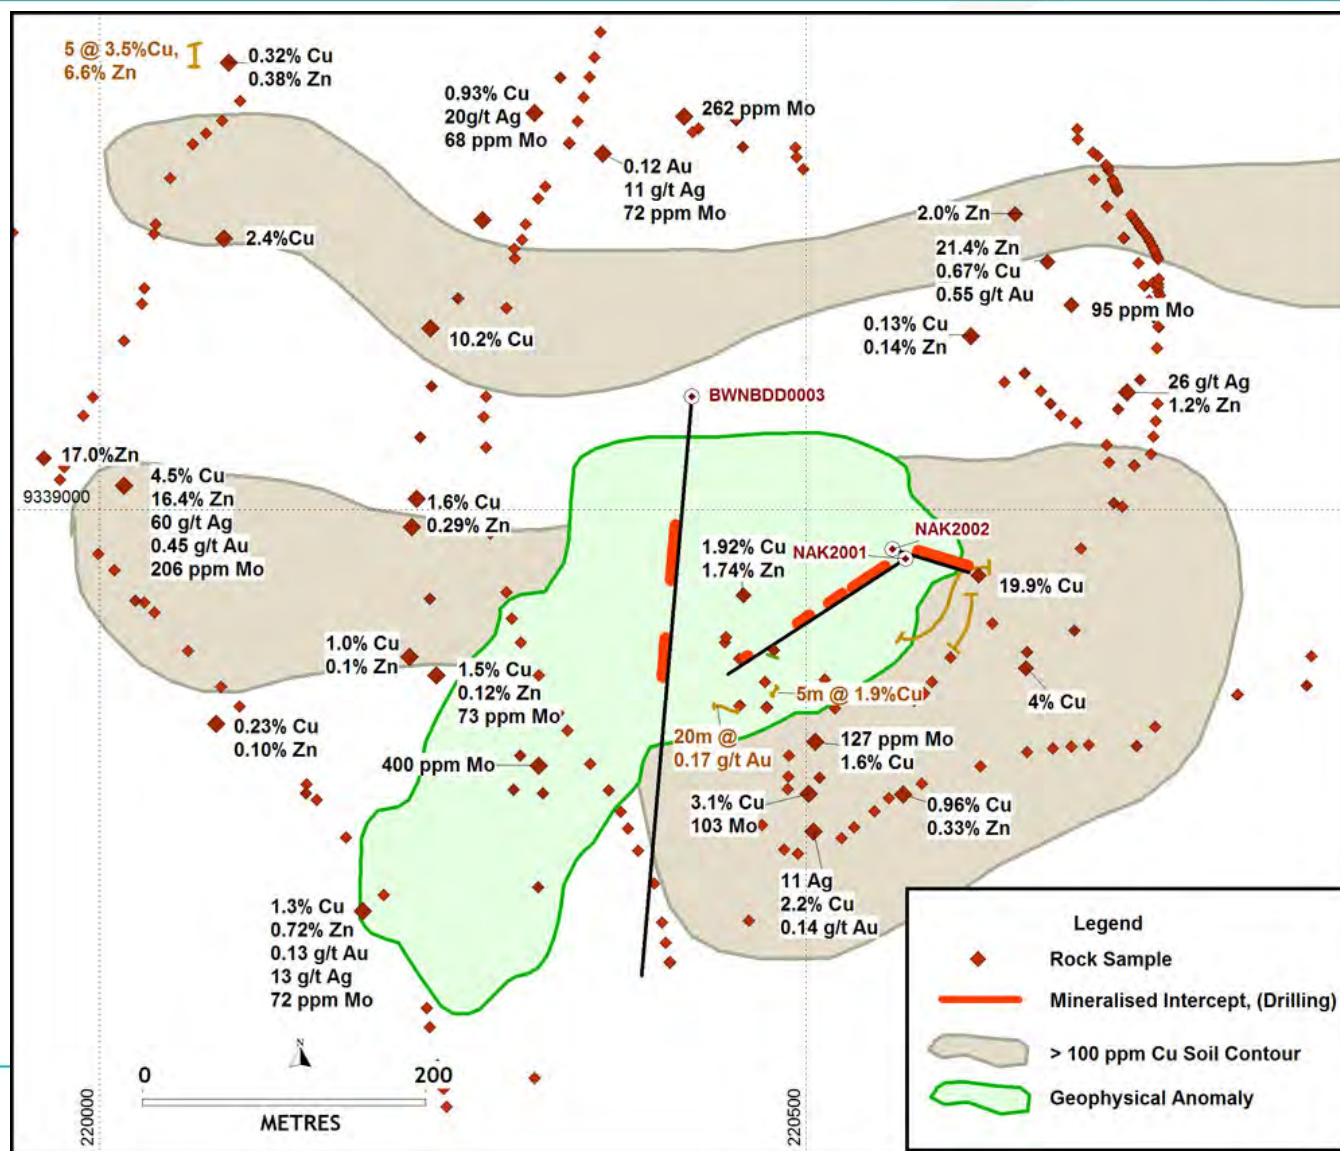 5 @ 3.5%Cu,
6.6% Zn
0.32% Cu
0.38% Zn
0.93% Cu
20g/t Ag
68 ppm Mo
262 ppm Mo
0.12 Au
11 g/t Ag
72 ppm Mo
2.4%Cu
2.0% Zn
21.4% Zn
0.67% Cu
0.55 g/t Au
95 ppm Mo
0.13% Cu
0.14% Zn
10.2% Cu
26 g/t Ag
1.2% Zn
BWNBDD0003
17.0%Zn
4.5% Cu
16.4% Zn
60 g/t Ag
0.45 g/t Au
206 ppm Mo
9339000
1.6% Cu
0.29% Zn
NAK2002
NAK2001
1.92% Cu
1.74% Zn
19.9% Cu
1.0% Cu
0.1% Zn
1.5% Cu
0.12% Zn
73 ppm Mo
5m @ 1.9%Cu
4% Cu
0.23% Cu
0.10% Zn
20m @
0.17 g/t Au
127 ppm Mo
1.6% Cu
400 ppm Mo
3.1% Cu
103 Mo
0.96% Cu
0.33% Zn
11 Ag
2.2% Cu
0.14 g/t Au
1.3% Cu
0.72% Zn
0.13 g/t Au
13 g/t Ag
72 ppm Mo
N
0 200
METRES
220000
220500
Legend
Rock Sample
Mineralised Intercept, (Drilling)
> 100 ppm Cu Soil Contour
Geophysical Anomaly